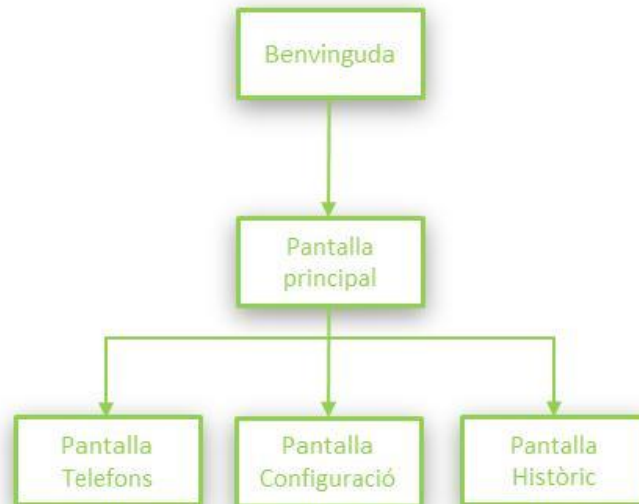 Benvinguda
Pantalla
principal
Pantalla
Telefons
Pantalla
Configuració
Pantalla
Històric